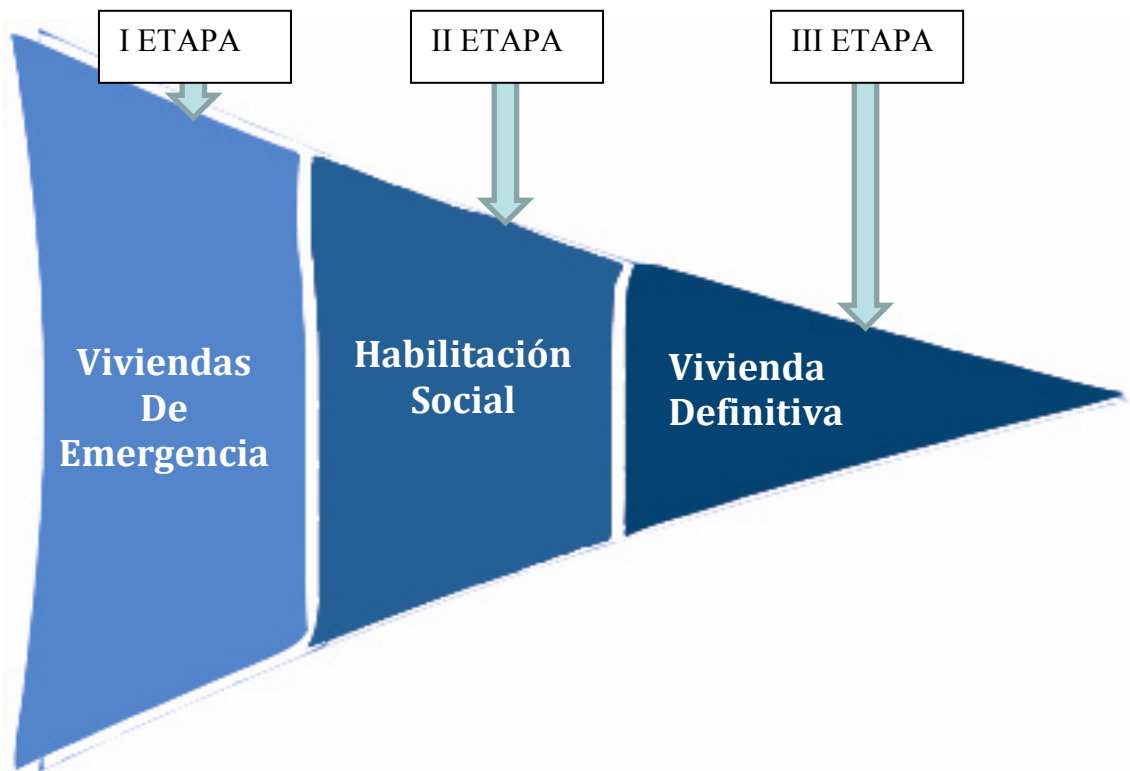 I ETAPA
II ETAPA
III ETAPA
Viviendas
De
Emergencia
Habilitación
Social
Vivienda
Definitiva